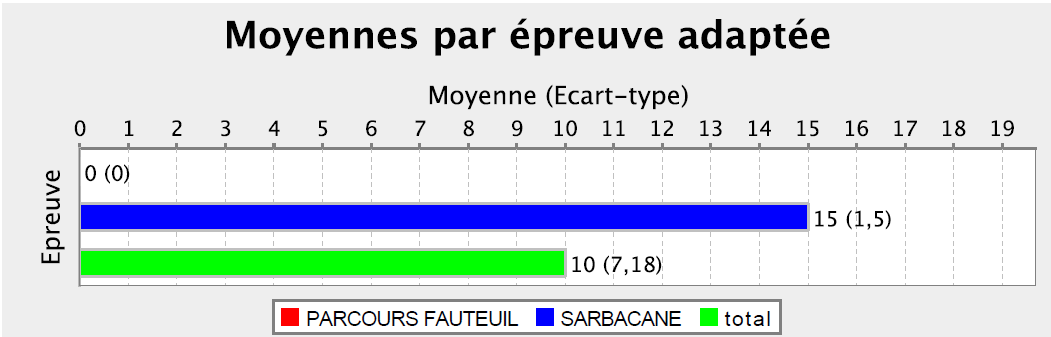 Moyennes par épreuve adaptée
Moyenne (Ecart-type)
0 1 2 3 4 5 6 7 8 9 10 11 12 13 14 15 16 17 18 19
Epreuve
0 (0)
15 (1,5)
10 (7,18)
PARCOURS FAUTEUIL SARBACANE total